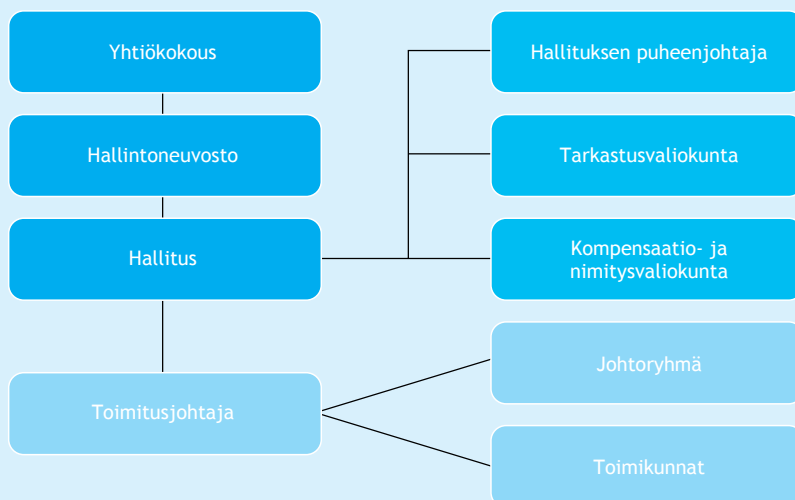 Yhtiökokous
Hallintoneuvosto
Hallitus
Toimitusjohtaja
Hallituksen puheenjohtaja
Tarkastusvaliokunta
Kompensaatio- ja
nimitysvaliokunta
Johtoryhmä
Toimikunnat